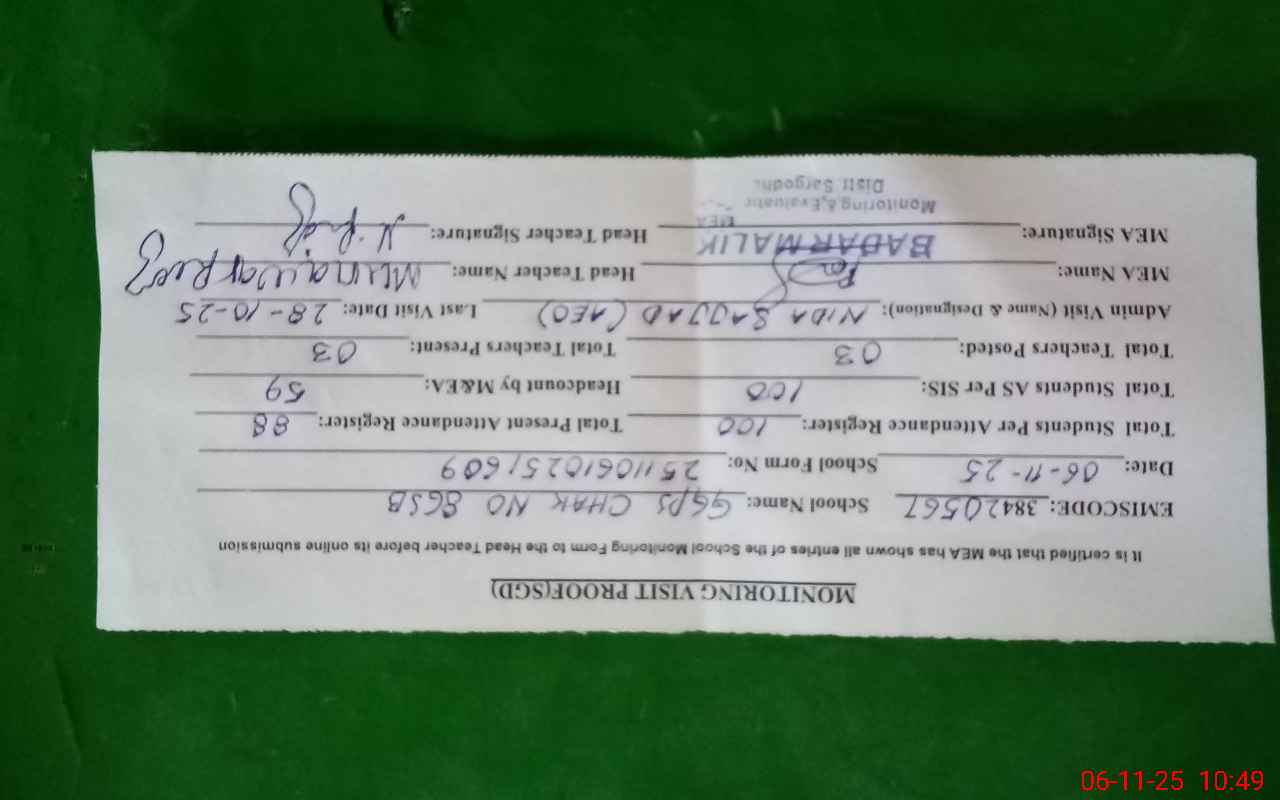 MONITORING VISIT PROOF(SGD)
It is certified that the MEA has shown all entries of the School Monitoring Form to the Head Teacher before its online submission
EMISCODE: 38420567 School Name: GGPS CHAK NO 86SB
Date: 06-11-25 School Form No: 25110610251609
Total Students Per Attendance Register: 100 Total Present Attendance Register: 88
Total Students AS Per SIS: 100 Headcount by M&EA: 59
Total Teachers Posted: 03 Total Teachers Present: 03
Admin Visit (Name & Designation): NIDA SAJJAD (AEO) Last Visit Date: 28-10-25
MEA Name: Head Teacher Name: Munawar
MEA Signature: Head Teacher Signature:
BADAR MALIK
MEA
Monitoring & Evaluatio
Distt. Sargodha
06-11-25 10:49